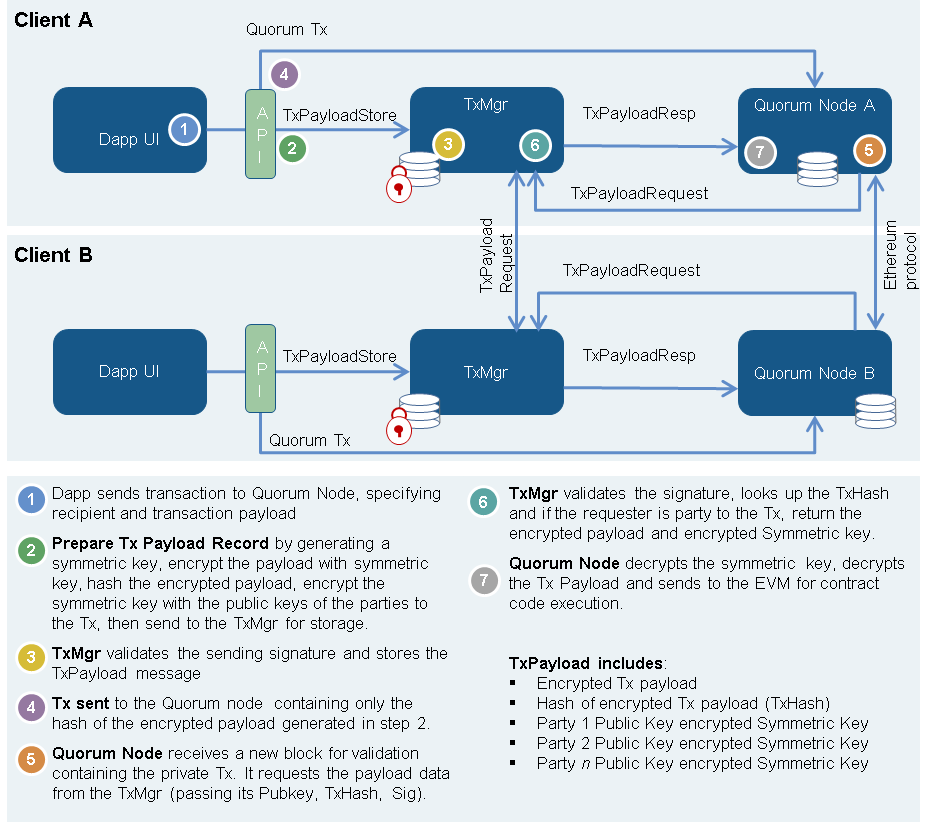 Client A
Quorum Tx
4
Dapp UI
1
API
TxPayloadStore
2
TxMgr
3
6
TxPayloadResp
Quorum Node A
7
5
TxPayloadRequest
TxPayload
Request
Ethereum
protocol
Client B
TxPayloadRequest
Dapp UI
API
TxPayloadStore
TxMgr
TxPayloadResp
Quorum Node B
Quorum Tx
1
Dapp sends transaction to Quorum Node, specifying
recipient and transaction payload
2
Prepare Tx Payload Record by generating a
symmetric key, encrypt the payload with symmetric
key, hash the encrypted payload, encrypt the
symmetric key with the public keys of the parties to
the Tx, then send to the TxMgr for storage.
3
TxMgr validates the sending signature and stores the
TxPayload message
4
Tx sent to the Quorum node containing only the
hash of the encrypted payload generated in step 2.
5
Quorum Node receives a new block for validation
containing the private Tx. It requests the payload data
from the TxMgr (passing its Pubkey, TxHash, Sig).
6
TxMgr validates the signature, looks up the TxHash
and if the requester is party to the Tx, return the
encrypted payload and encrypted Symmetric key.
7
Quorum Node decrypts the symmetric key, decrypts
the Tx Payload and sends to the EVM for contract
code execution.
TxPayload includes:
▪ Encrypted Tx payload
▪ Hash of encrypted Tx payload (TxHash)
▪ Party 1 Public Key encrypted Symmetric Key
▪ Party 2 Public Key encrypted Symmetric Key
▪ Party n Public Key encrypted Symmetric Key